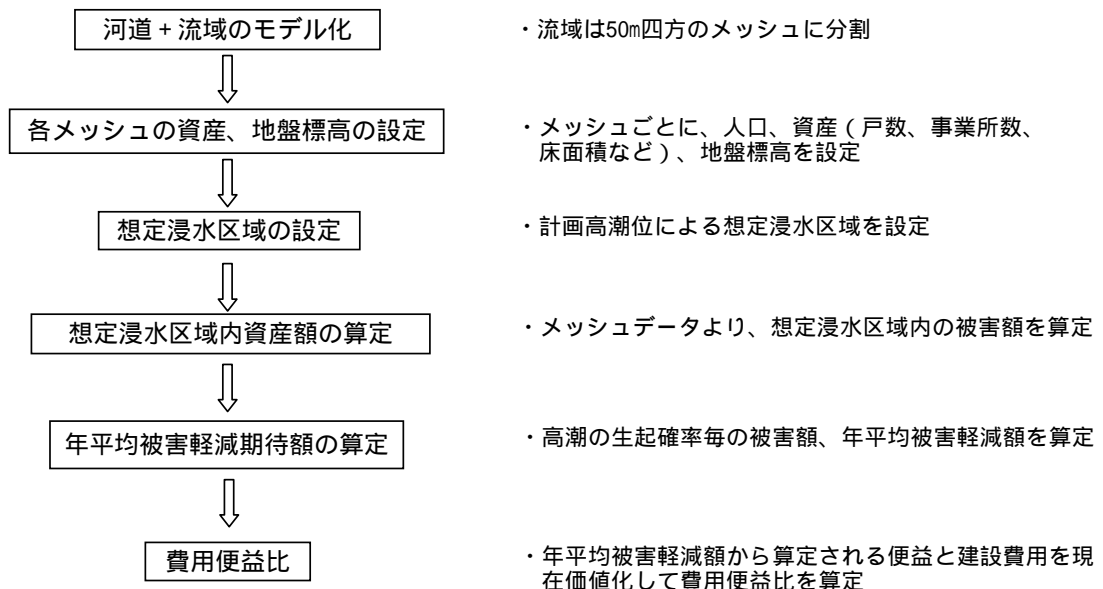 河道+流域のモデル化
・流域は50m四方のメッシュに分割
各メッシュの資産、地盤標高の設定
・メッシュごとに、人口、資産(戸数、事業所数、
床面積など)、地盤標高を設定
想定浸水区域の設定
・計画高潮位による想定浸水区域を設定
想定浸水区域内資産額の算定
・メッシュデータより、想定浸水区域内の被害額を算定
年平均被害軽減期待額の算定
・高潮の生起確率毎の被害額、年平均被害軽減額を算定
費用便益比
・年平均被害軽減額から算定される便益と建設費用を現
在価値化して費用便益比を算定